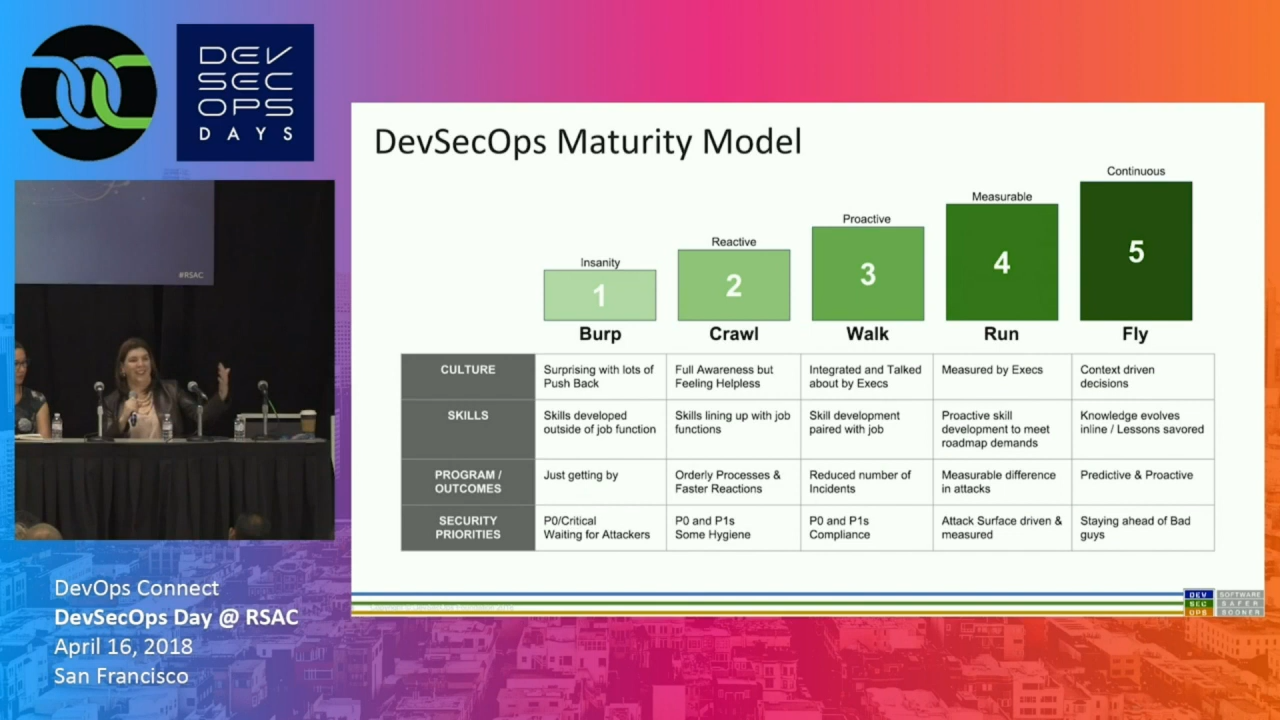 DEV
SEC
OPS
DAYS
#RSAC
DevOps Connect
DevSecOps Day @ RSAC
April 16, 2018
San Francisco
DevSecOps Maturity Model
Insanity
Reactive
Proactive
Measurable
Continuous
1
2
3
4
5
Burp
Crawl
Walk
Run
Fly
CULTURE
Surprising with lots of
Push Back
Full Awareness but
Feeling Helpless
Integrated and Talked
about by Execs
Measured by Execs
Context driven
decisions
SKILLS
Skills developed
outside of job function
Skills lining up with job
functions
Skill development
paired with job
Proactive skill
development to meet
roadmap demands
Knowledge evolves
inline / Lessons savored
PROGRAM /
OUTCOMES
Just getting by
Orderly Processes &
Faster Reactions
Reduced number of
Incidents
Measurable difference
in attacks
Predictive & Proactive
SECURITY
PRIORITIES
P0/Critical
Waiting for Attackers
P0 and P1s
Some Hygiene
P0 and P1s
Compliance
Attack Surface driven &
measured
Staying ahead of Bad
guys
DEV
SEC
OPS
SOFTWARE
SAFER
SOONER